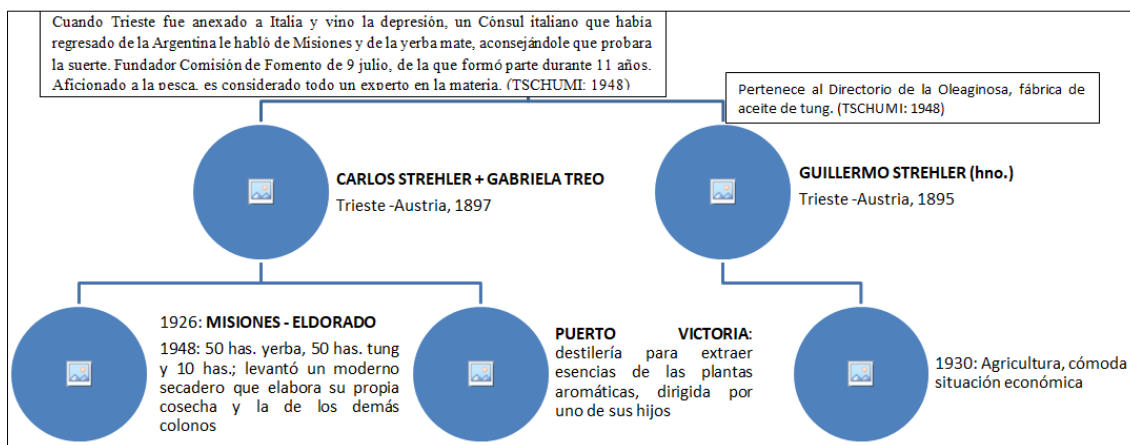 Cuando Trieste fue anexado a Italia y vino la depresión, un Cónsul italiano que había
regresado de la Argentina le habló de Misiones y de la yerba mate, aconsejándole que probara
la suerte. Fundador Comisión de Fomento de 9 julio, de la que formó parte durante 11 años.
Aficionado a la pesca, es considerado todo un experto en la materia. (TSCHUMI: 1948)
Pertenece al Directorio de la Oleaginosa, fábrica de
aceite de tung. (TSCHUMI: 1948)
CARLOS STREHLER + GABRIELA TREO
Trieste -Austria, 1897
GUILLERMO STREHLER (hno.)
Trieste -Austria, 1895
1926: MISIONES - ELDORADO
1948: 50 has. yerba, 50 has. tung
y 10 has.; levantó un moderno
secadero que elabora su propia
cosecha y la de los demás
colonos
PUERTO VICTORIA:
destilería para extraer
esencias de las plantas
aromáticas, dirigida por
uno de sus hijos
1930: Agricultura, cómoda
situación económica